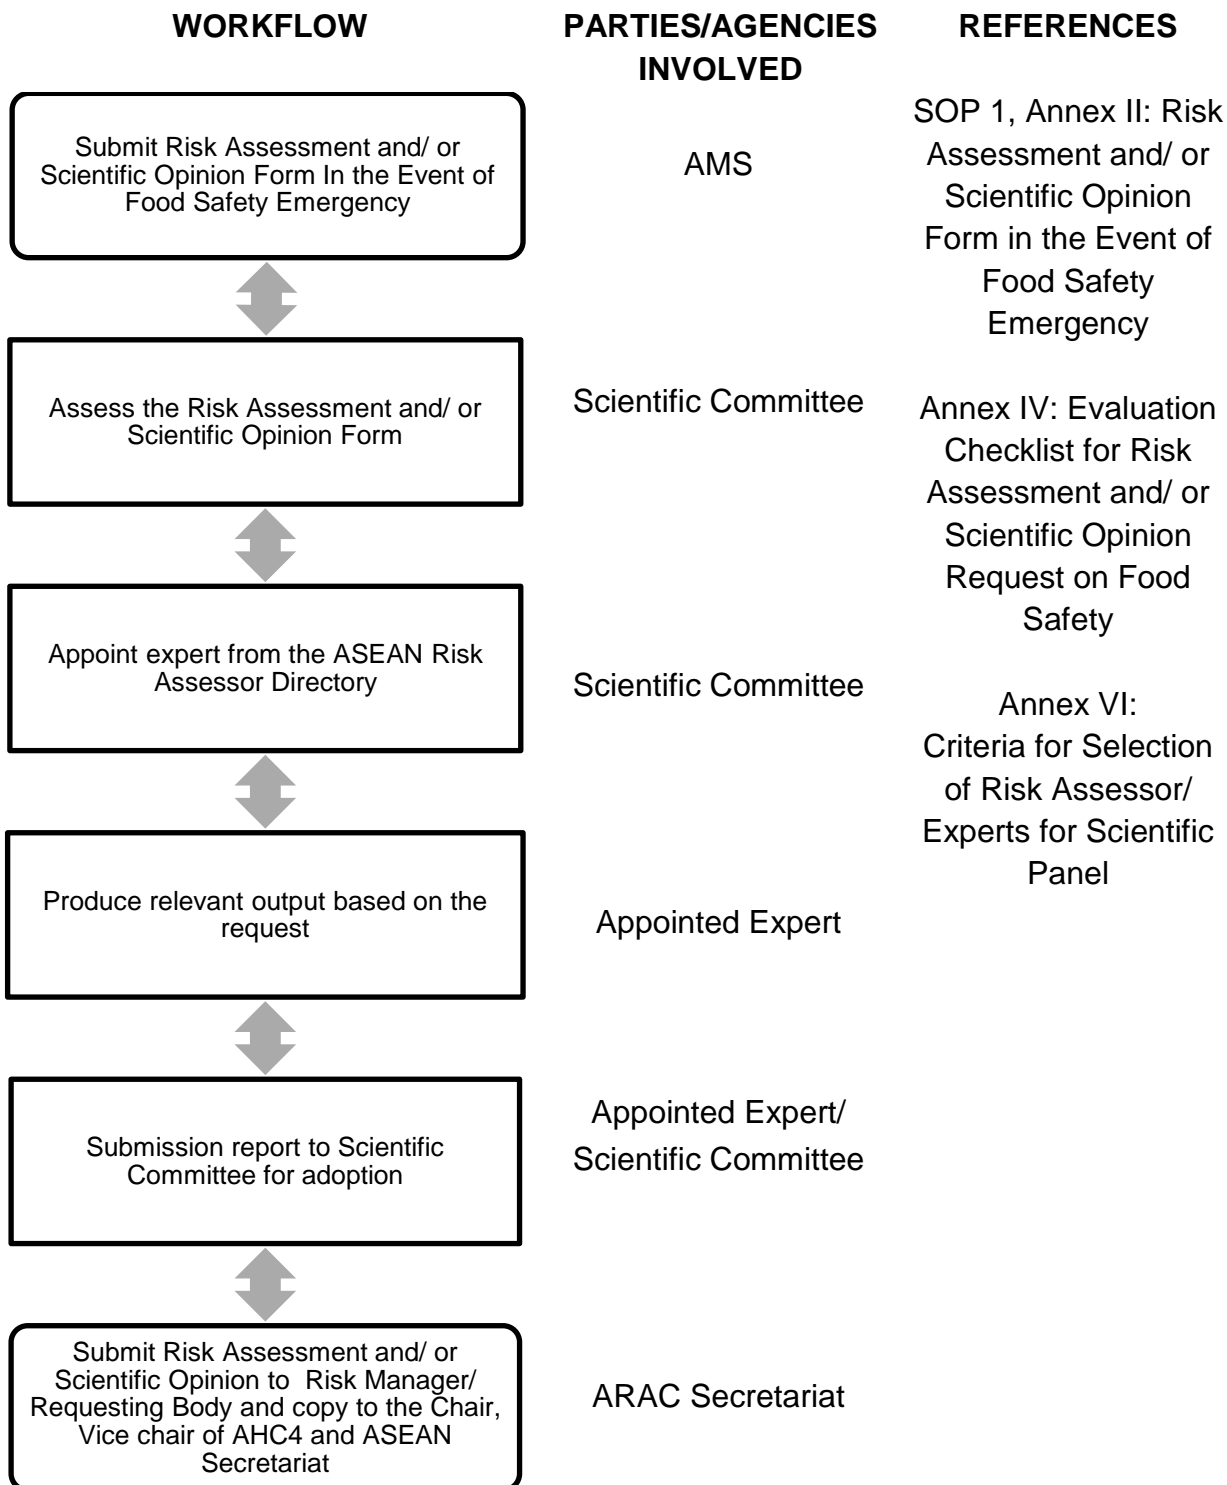 WORKFLOW
PARTIES/AGENCIES
INVOLVED
REFERENCES
Submit Risk Assessment and/ or
Scientific Opinion Form In the Event of
Food Safety Emergency
AMS
SOP 1, Annex II: Risk
Assessment and/ or
Scientific Opinion
Form in the Event of
Food Safety
Emergency
Assess the Risk Assessment and/ or
Scientific Opinion Form
Scientific Committee
Annex IV: Evaluation
Checklist for Risk
Assessment and/ or
Scientific Opinion
Request on Food
Safety
Appoint expert from the ASEAN Risk
Assessor Directory
Scientific Committee
Annex VI:
Criteria for Selection
of Risk Assessor/
Experts for Scientific
Panel
Produce relevant output based on the
request
Appointed Expert
Submission report to Scientific
Committee for adoption
Appointed Expert/
Scientific Committee
Submit Risk Assessment and/ or
Scientific Opinion to  Risk Manager/
Requesting Body and copy to the Chair,
Vice chair of AHC4 and ASEAN
Secretariat
ARAC Secretariat